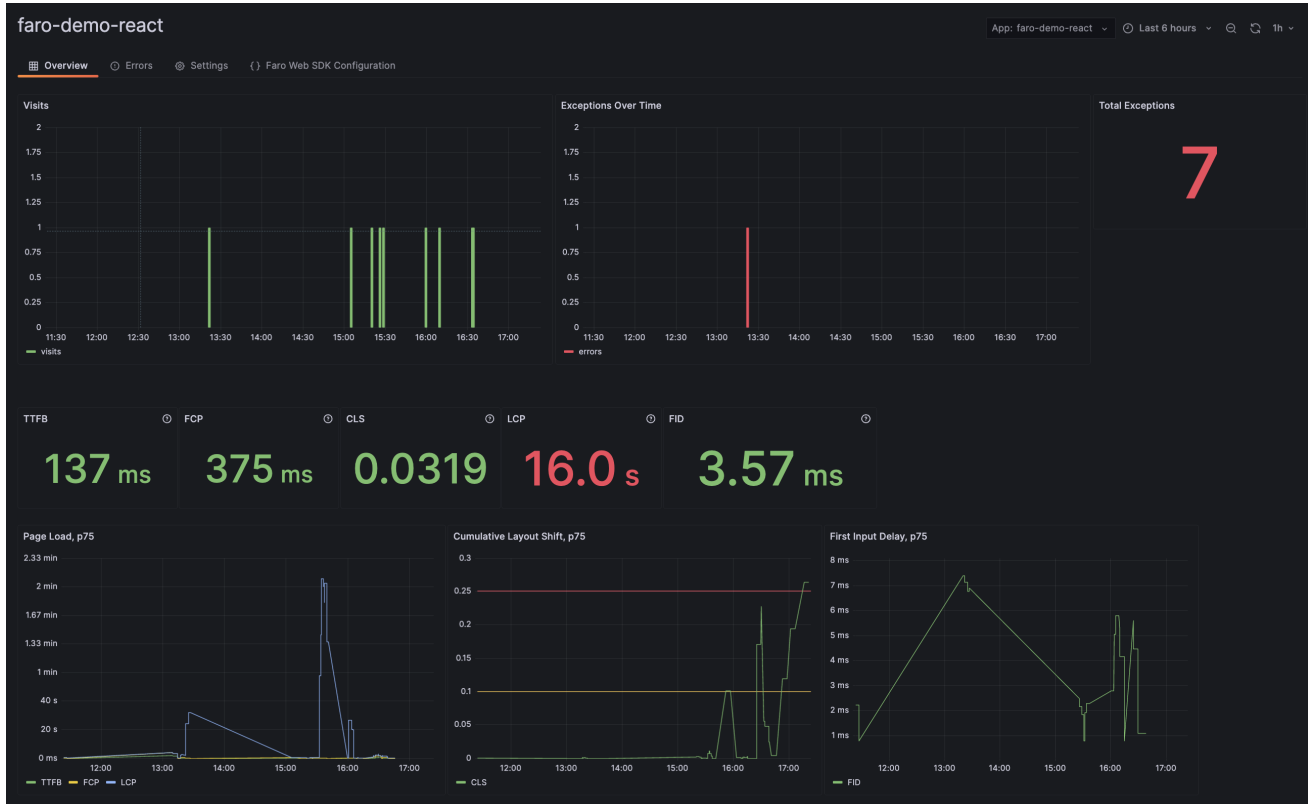 faro-demo-react
App: faro-demo-react Last 6 hours 1h
Overview Errors Settings {} Faro Web SDK Configuration
Visits
2
1.75
1.5
1.25
1
0.75
0.5
0.25
0
11:30 12:00 12:30 13:00 13:30 14:00 14:30 15:00 15:30 16:00 16:30 17:00
visits
Exceptions Over Time
2
1.75
1.5
1.25
1
0.75
0.5
0.25
0
11:30 12:00 12:30 13:00 13:30 14:00 14:30 15:00 15:30 16:00 16:30 17:00
errors
Total Exceptions
7
TTFB
137 ms
FCP
375 ms
CLS
0.0319
LCP
16.0 s
FID
3.57 ms
Page Load, p75
2.33 min
2 min
1.67 min
1.33 min
1 min
40 s
20 s
0 ms
12:00 13:00 14:00 15:00 16:00 17:00
TTFB FCP LCP
Cumulative Layout Shift, p75
0.3
0.25
0.2
0.15
0.1
0.05
0
12:00 13:00 14:00 15:00 16:00 17:00
CLS
First Input Delay, p75
8 ms
7 ms
6 ms
5 ms
4 ms
3 ms
2 ms
1 ms
12:00 13:00 14:00 15:00 16:00 17:00
FID